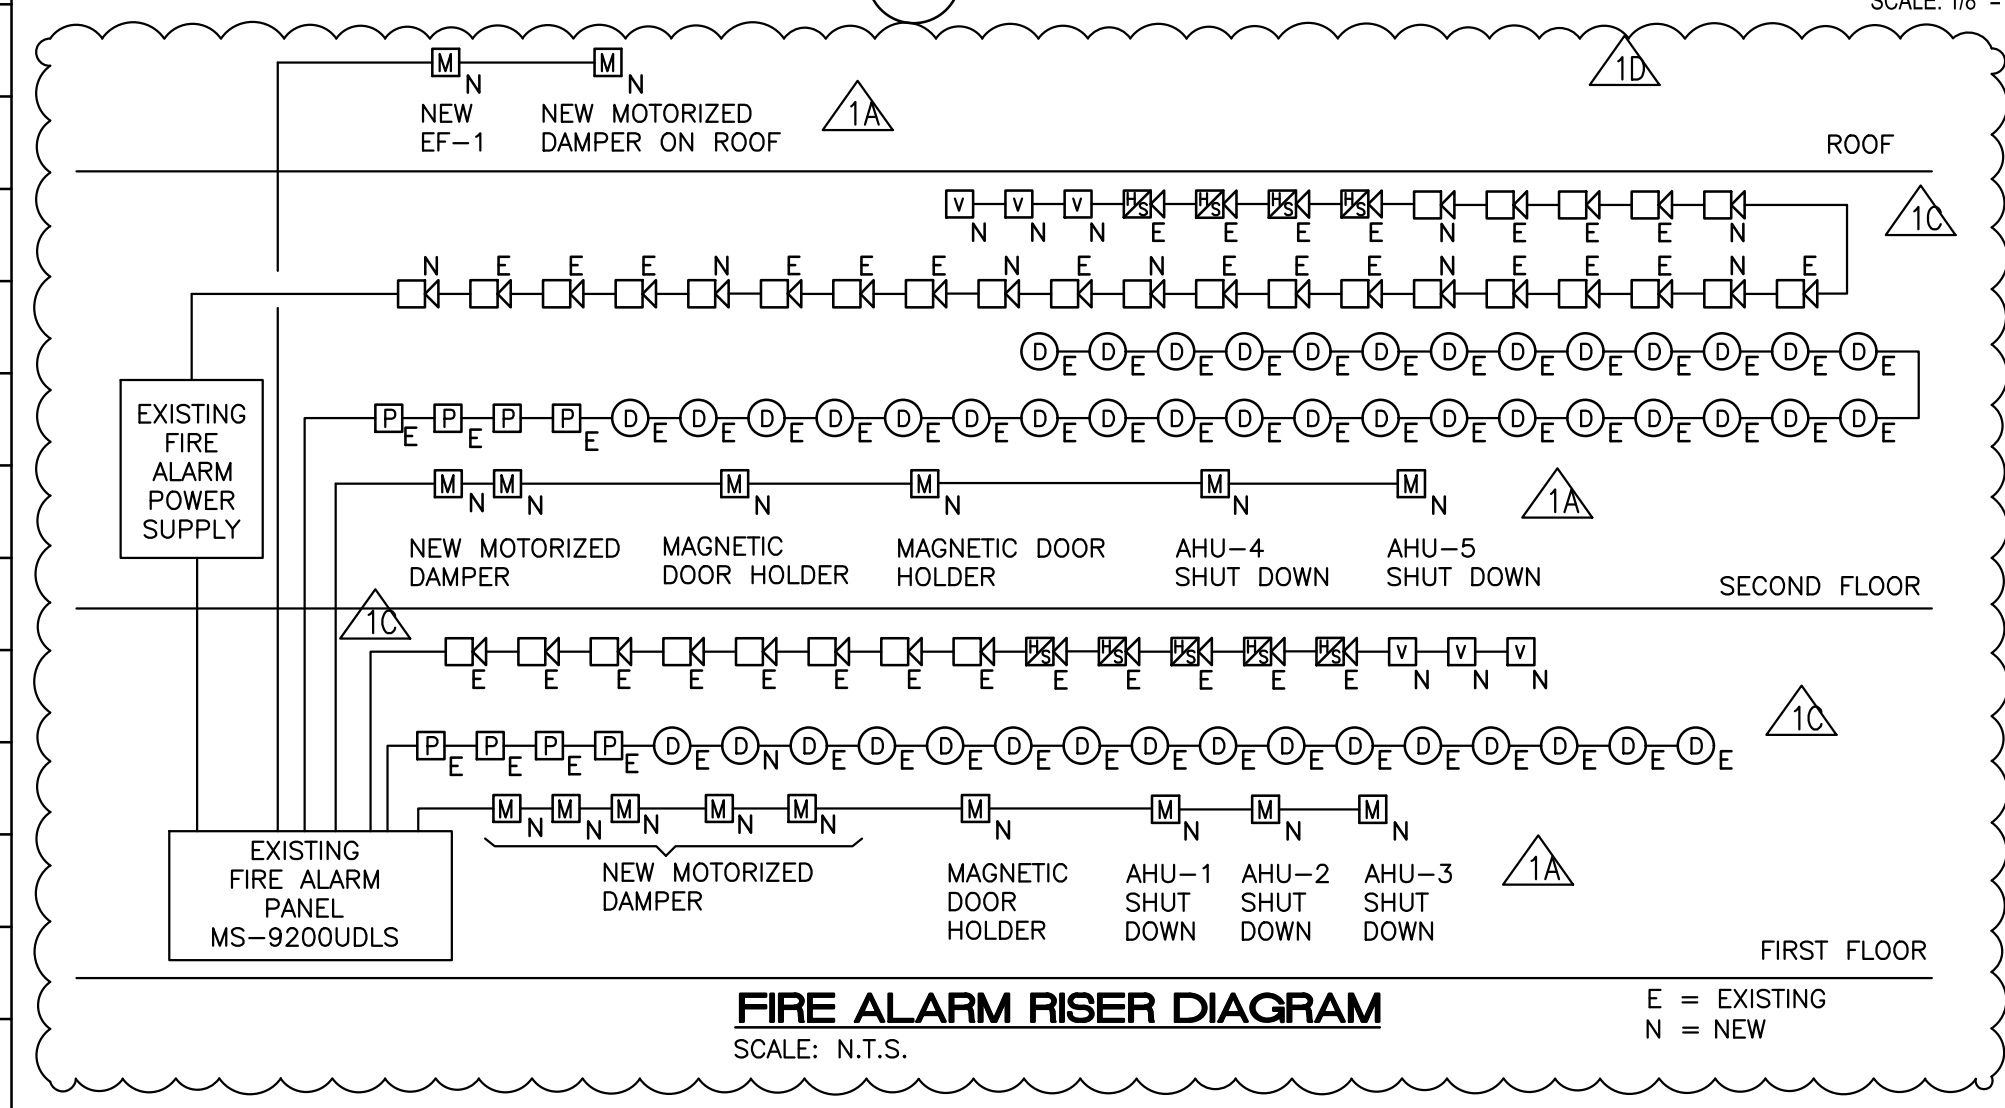 SCALE: 1/8 =
M M
N N
NEW
EF-1
NEW MOTORIZED
DAMPER ON ROOF
1A
1D
ROOF
V V V H/S H/S H/S H/S
N N N E E E E N E E E N
1C
N E E E N E E E N E N E E E N E E E N E
D D D D D D D D D D D D D
E E E E E E E E E E E E E
P P P P D D D D D D D D D D D D D D D D D D D
E E E E E E E E E E E E E E E E E E E E E E
EXISTING
FIRE
ALARM
POWER
SUPPLY
M M M M M M
N N N N N N
1A
NEW MOTORIZED
DAMPER
MAGNETIC
DOOR HOLDER
MAGNETIC DOOR
HOLDER
AHU-4
SHUT DOWN
AHU-5
SHUT DOWN
SECOND FLOOR
1C
H/S H/S H/S H/S H/S V V V
E E E E E E E E E E E E E N N N
1C
P P P P D D D D D D D D D D D D D D D D
E E E E E N E E E E E E E E E E E E E E
M M M M M M M M M
N N N N N N N N N
EXISTING
FIRE ALARM
PANEL
MS-9200UDLS
NEW MOTORIZED
DAMPER
MAGNETIC
DOOR
HOLDER
AHU-1
SHUT
DOWN
AHU-2
SHUT
DOWN
AHU-3
SHUT
DOWN
1A
FIRST FLOOR
FIRE ALARM RISER DIAGRAM
SCALE: N.T.S.
E = EXISTING
N = NEW